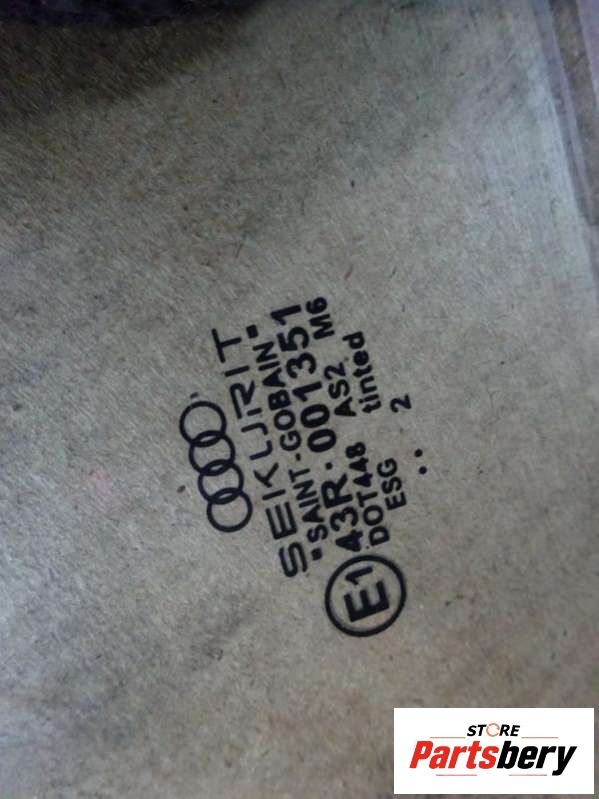 SEKURIT
SAINT-GOBAIN
E1 43R-001351
DOT448 AS2 M6
ESG tinted
2
STORE
Partsbery